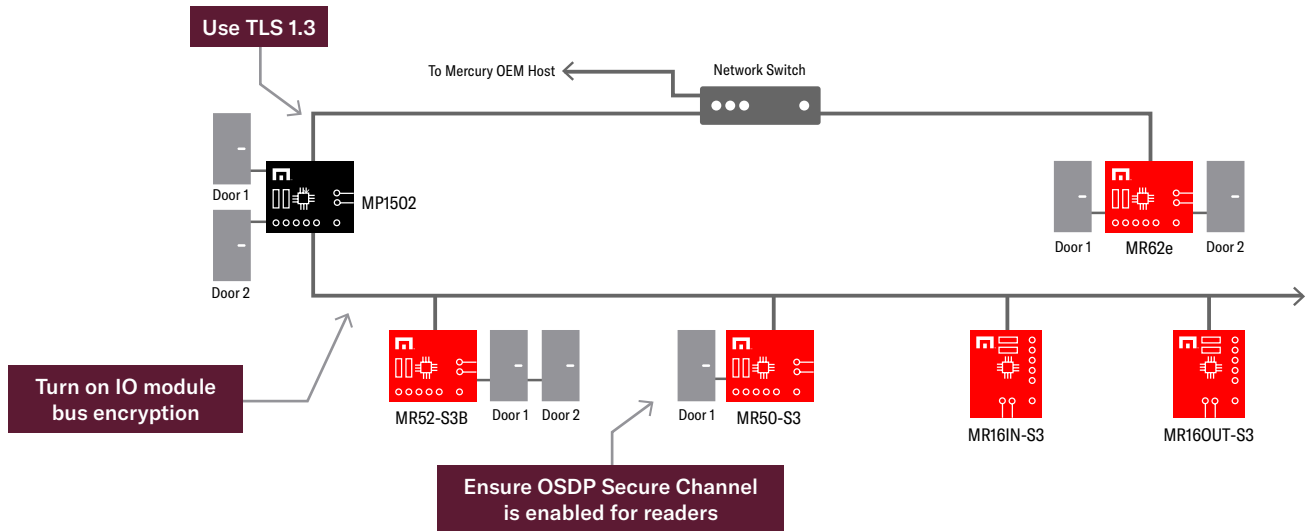 Use TLS 1.3
To Mercury OEM Host
Network Switch
Door 1
MP1502
Door 2
Door 1
MR62e
Door 2
Turn on IO module
bus encryption
MR52-S3B
Door 1
Door 2
Door 1
MR50-S3
MR16IN-S3
MR16OUT-S3
Ensure OSDP Secure Channel
is enabled for readers